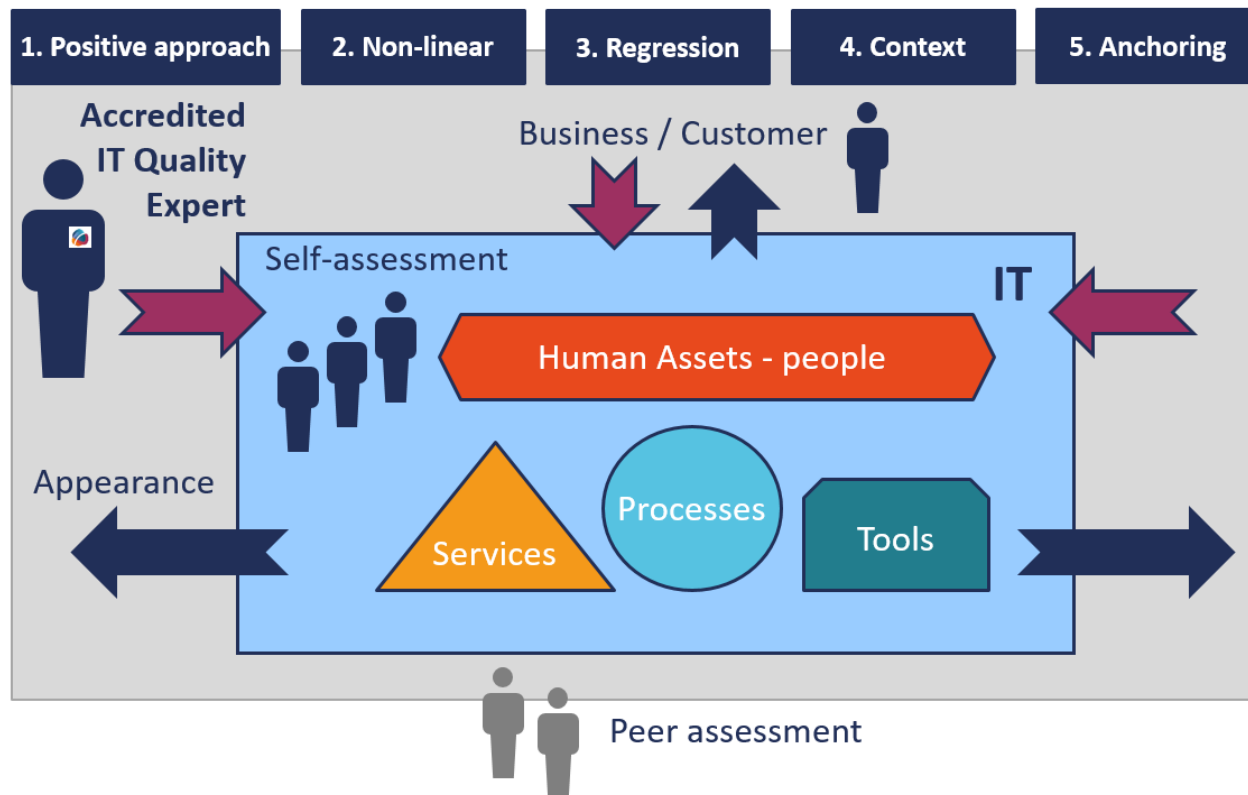 1. Positive approach
2. Non-linear
3. Regression
4. Context
5. Anchoring
Accredited
IT Quality
Expert
Business / Customer
Self-assessment
IT
Human Assets - people
Appearance
Services
Processes
Tools
Peer assessment